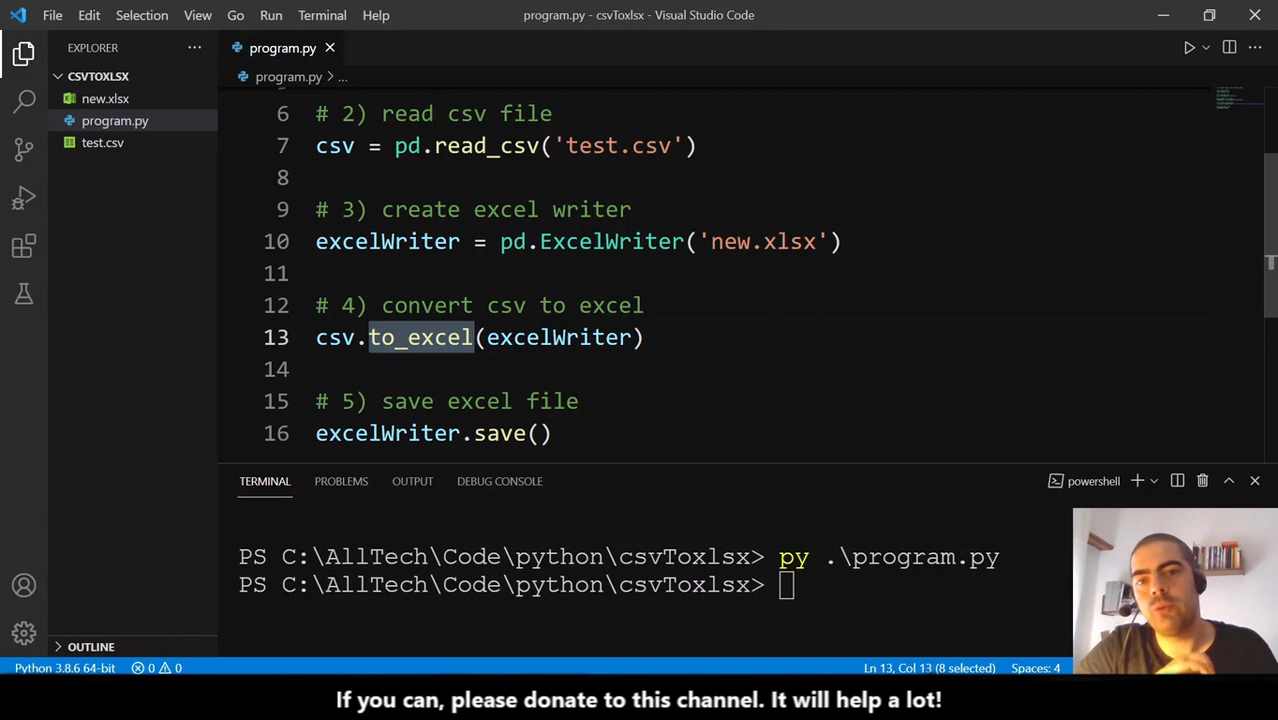 File Edit Selection View Go Run Terminal Help
program.py - csvToxlsx - Visual Studio Code
EXPLORER ...
CSVTOXLSX
new.xlsx
program.py
test.csv
OUTLINE
program.py
program.py > ...
6 # 2) read csv file
7 csv = pd.read_csv('test.csv')
8
9 # 3) create excel writer
10 excelWriter = pd.ExcelWriter('new.xlsx')
11
12 # 4) convert csv to excel
13 csv.to_excel(excelWriter)
14
15 # 5) save excel file
16 excelWriter.save()
TERMINAL PROBLEMS OUTPUT DEBUG CONSOLE
powershell
PS C:\AllTech\Code\python\csvToxlsx> py .\program.py
PS C:\AllTech\Code\python\csvToxlsx>
Python 3.8.6 64-bit 0 0
Ln 13, Col 13 (8 selected) Spaces: 4
If you can, please donate to this channel. It will help a lot!